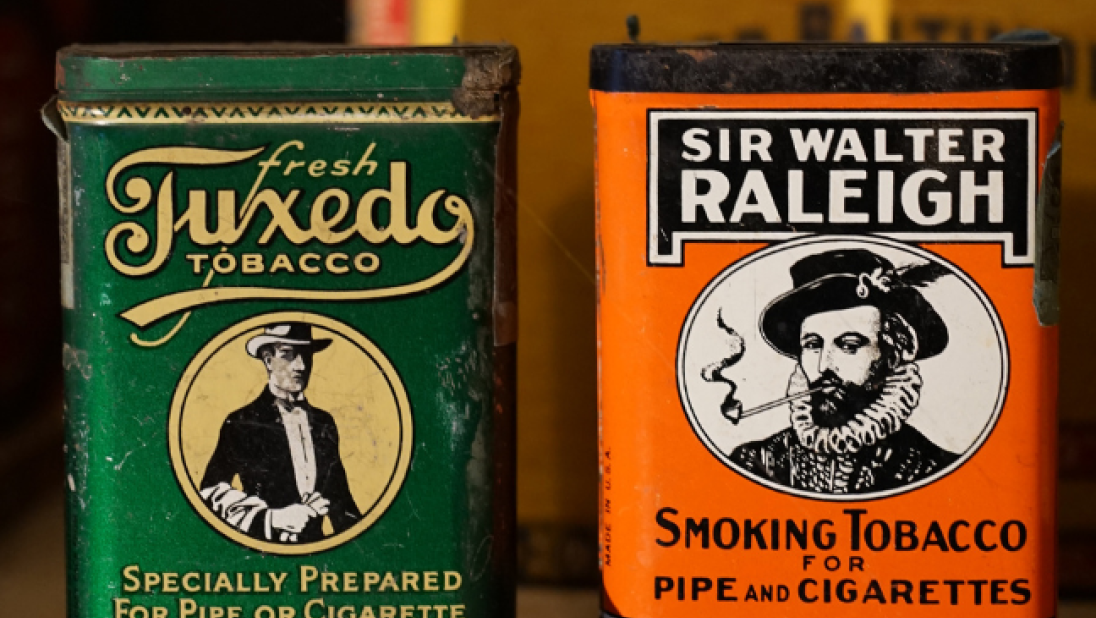 fresh
Tuxedo
TOBACCO
SPECIALLY PREPARED
FOR PIPE OR CIGARETTE
SIR WALTER
RALEIGH
SMOKING TOBACCO
FOR
PIPE AND CIGARETTES
MADE IN U.S.A.